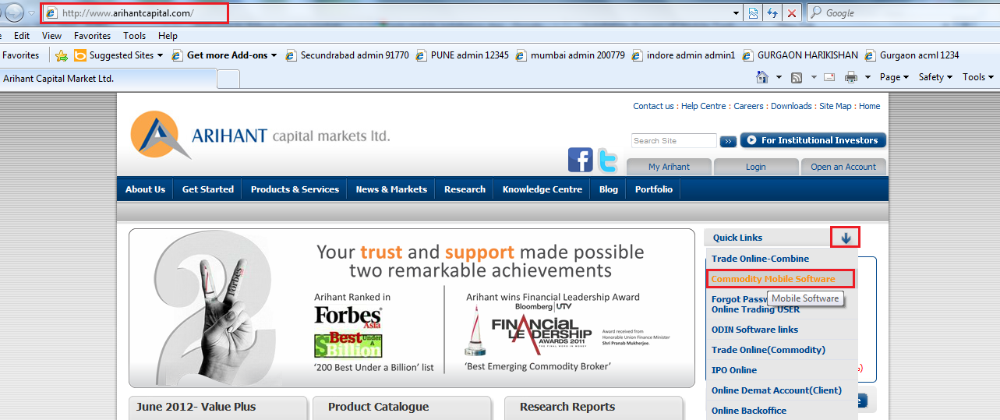 http://www.arihantcapital.com/
Google
Edit View Favorites Tools Help
Favorites Suggested Sites Get more Add-ons Secundrabad admin 91770 PUNE admin 12345 mumbai admin 200779 indore admin admin1 GURGAON HARIKISHAN Gurgaon acml 1234
Arihant Capital Market Ltd.
Page Safety Tools
Contact us : Help Centre : Careers : Downloads : Site Map : Home
ARIHANT capital markets ltd.
Search Site >> For Institutional Investors
My Arihant Login Open an Account
About Us Get Started Products & Services News & Markets Research Knowledge Centre Blog Portfolio
Quick Links
Trade Online-Combine
Commodity Mobile Software
Mobile Software
Forgot
Online Trading USER
ODIN Software links
Trade Online(Commodity)
IPO Online
Online Demat Account(Client)
Online Backoffice
Your trust and support made possible
two remarkable achievements
Arihant Ranked in
Forbes
Asia
Best Under A
$Billion
'200 Best Under a Billion' list
Arihant wins Financial Leadership Award
Bloomberg UTV
FINANCIAL
LEADERSHIP
AWARDS 2011
THE FINAL WORD IN MONEY
Award received from
Honorable Union Finance Minister
Shri Pranab Mukherjee.
'Best Emerging Commodity Broker'
Forbes
June 2012- Value Plus Product Catalogue Research Reports